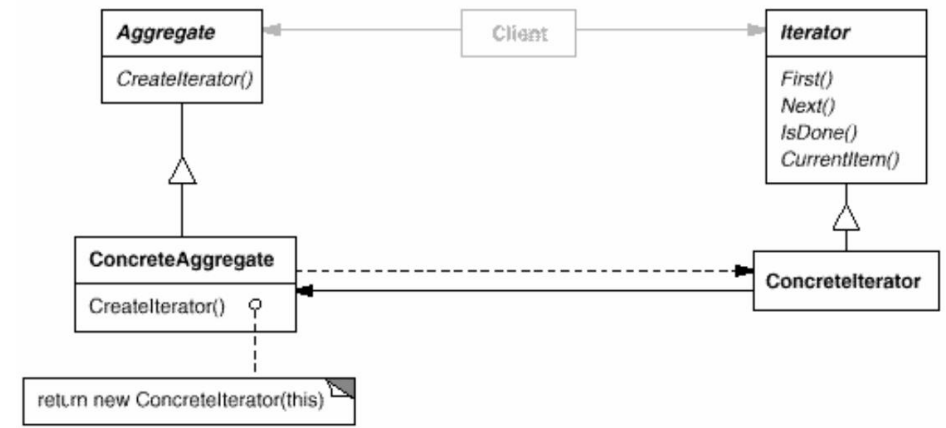 Aggregate
CreateIterator()
Client
Iterator
First()
Next()
IsDone()
CurrentItem()
ConcreteAggregate
CreateIterator()
ConcreteIterator
return new ConcreteIterator(this)